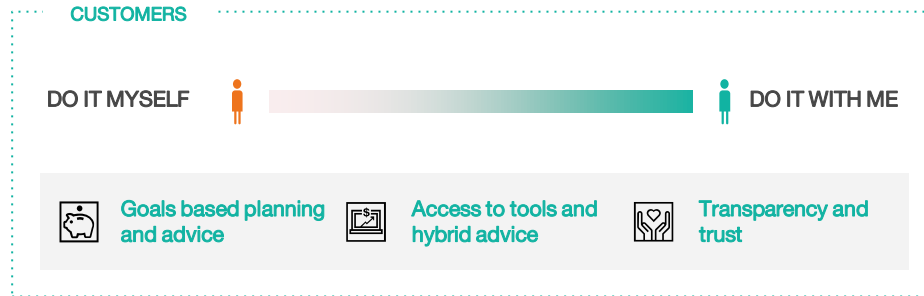 CUSTOMERS
DO IT MYSELF
DO IT WITH ME
Goals based planning
and advice
$
Access to tools and
hybrid advice
Transparency and
trust